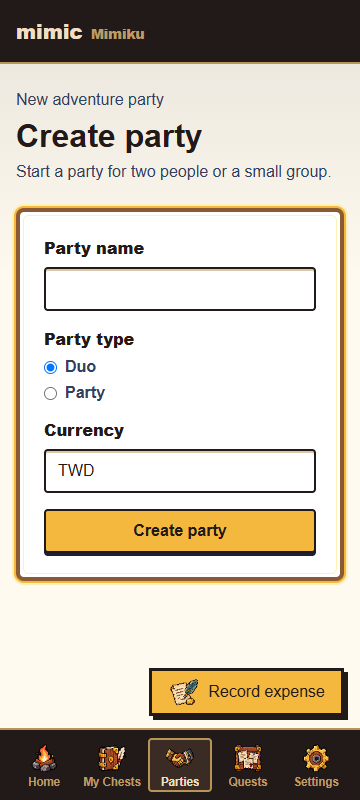 mimic Mimiku
New adventure party
Create party
Start a party for two people or a small group.
Party name
Party type
Duo
Party
Currency
TWD
Create party
Record expense
Home My Chests Parties Quests Settings